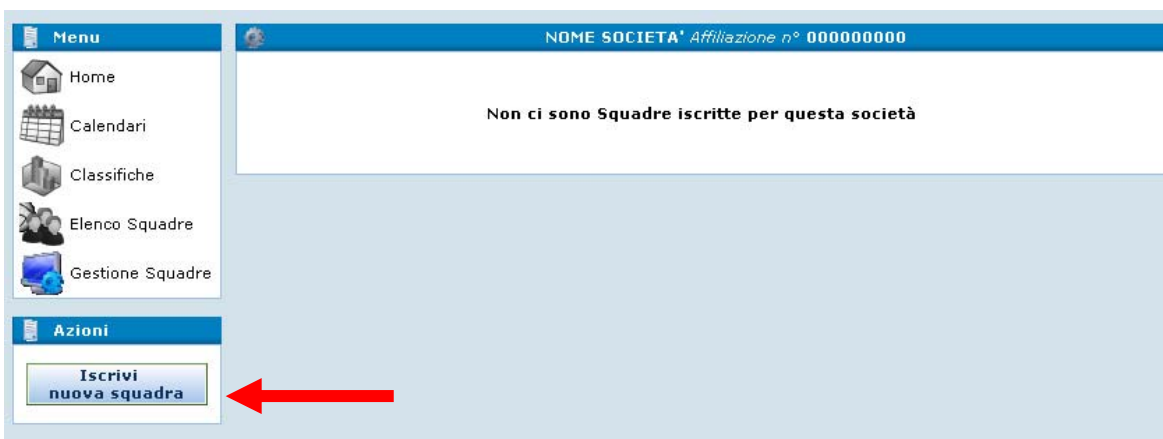 Menu
Home
Calendari
Classifiche
Elenco Squadre
Gestione Squadre
Azioni
Iscrivi
nuova squadra
NOME SOCIETA' Affiliazione n° 000000000
Non ci sono Squadre iscritte per questa società